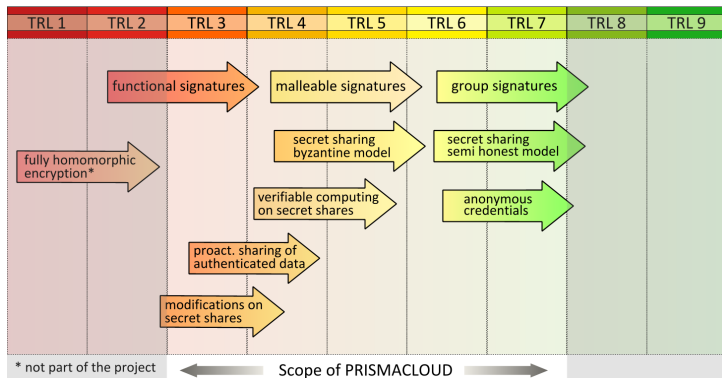 TRL 1 TRL 2 TRL 3 TRL 4 TRL 5 TRL 6 TRL 7 TRL 8 TRL 9
functional signatures
malleable signatures
group signatures
secret sharing
byzantine model
secret sharing
semi honest model
fully homomorphic
encryption*
verifiable computing
on secret shares
anonymous
credentials
proact. sharing of
authenticated data
modifications on
secret shares
* not part of the project
Scope of PRISMACLOUD